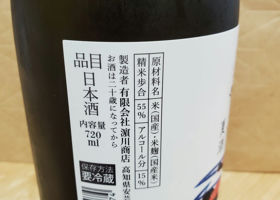 原材料名 米(国産)・米麹(国産米)
精米歩合 55% アルコール分 15%
製造者 有限会社 濵川商店
高知県安芸
お酒は二十歳になってから
品目 日本酒
内容量 720ml
保存方法 要冷蔵